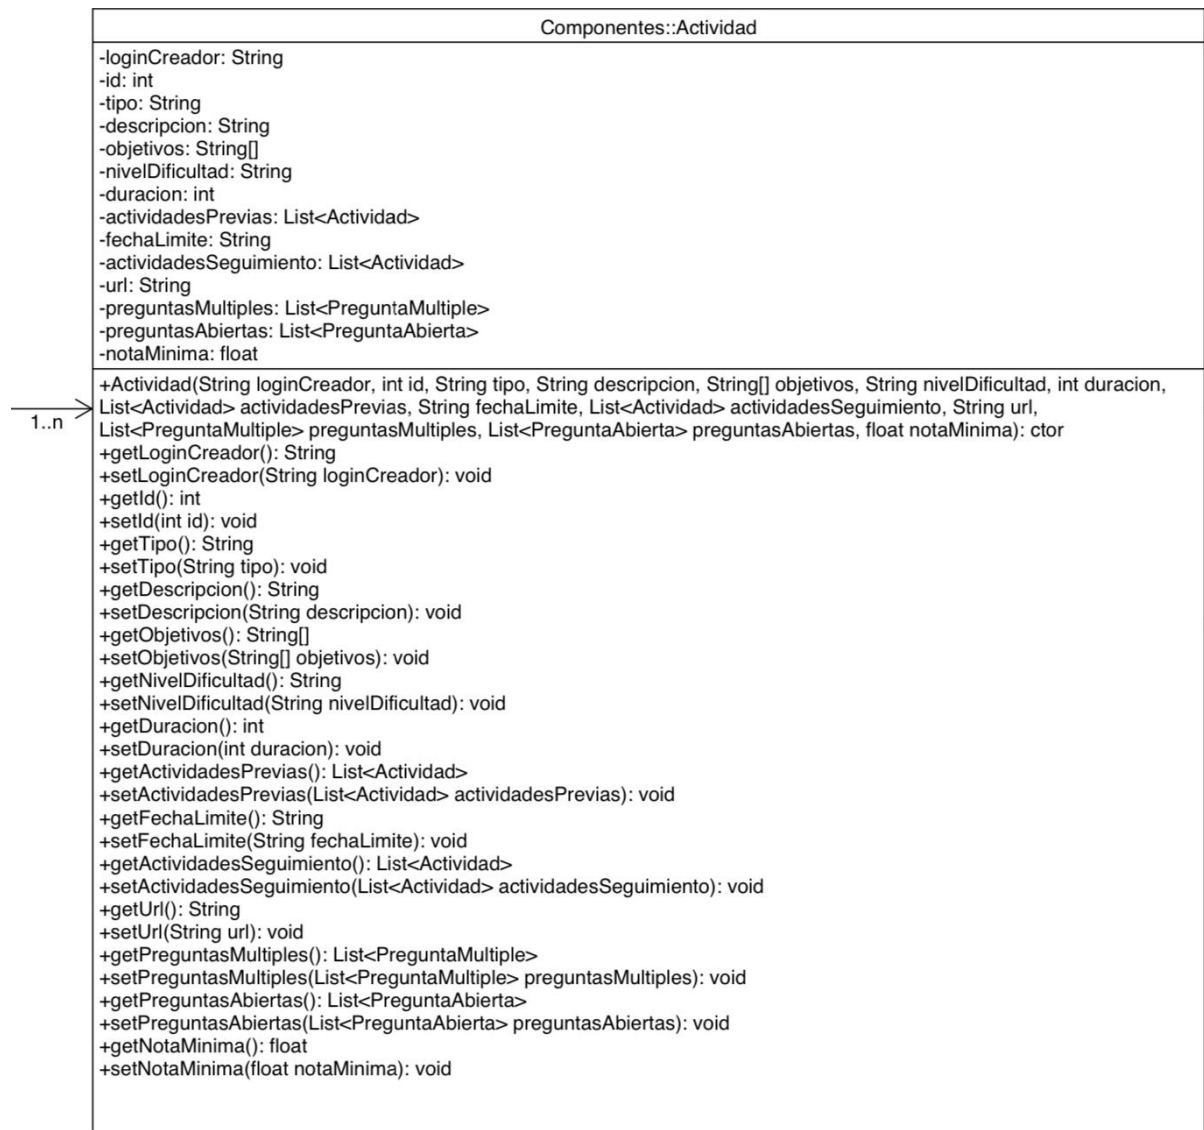 Componentes::Actividad
-loginCreador: String
-id: int
-tipo: String
-descripcion: String
-objetivos: String[]
-nivelDificultad: String
-duracion: int
-actividadesPrevias: List<Actividad>
-fechaLimite: String
-actividadesSeguimiento: List<Actividad>
-url: String
-preguntasMultiples: List<PreguntaMultiple>
-preguntasAbiertas: List<PreguntaAbierta>
-notaMinima: float
+Actividad(String loginCreador, int id, String tipo, String descripcion, String[] objetivos, String nivelDificultad, int duracion,
List<Actividad> actividadesPrevias, String fechaLimite, List<Actividad> actividadesSeguimiento, String url,
1..n
List<PreguntaMultiple> preguntasMultiples, List<PreguntaAbierta> preguntasAbiertas, float notaMinima): ctor
+getLoginCreador(): String
+setLoginCreador(String loginCreador): void
+getId(): int
+setId(int id): void
+getTipo(): String
+setTipo(String tipo): void
+getDescripcion(): String
+setDescripcion(String descripcion): void
+getObjetivos(): String[]
+setObjetivos(String[] objetivos): void
+getNivelDificultad(): String
+setNivelDificultad(String nivelDificultad): void
+getDuracion(): int
+setDuracion(int duracion): void
+getActividadesPrevias(): List<Actividad>
+setActividadesPrevias(List<Actividad> actividadesPrevias): void
+getFechaLimite(): String
+setFechaLimite(String fechaLimite): void
+getActividadesSeguimiento(): List<Actividad>
+setActividadesSeguimiento(List<Actividad> actividadesSeguimiento): void
+getUrl(): String
+setUrl(String url): void
+getPreguntasMultiples(): List<PreguntaMultiple>
+setPreguntasMultiples(List<PreguntaMultiple> preguntasMultiples): void
+getPreguntasAbiertas(): List<PreguntaAbierta>
+setPreguntasAbiertas(List<PreguntaAbierta> preguntasAbiertas): void
+getNotaMinima(): float
+setNotaMinima(float notaMinima): void